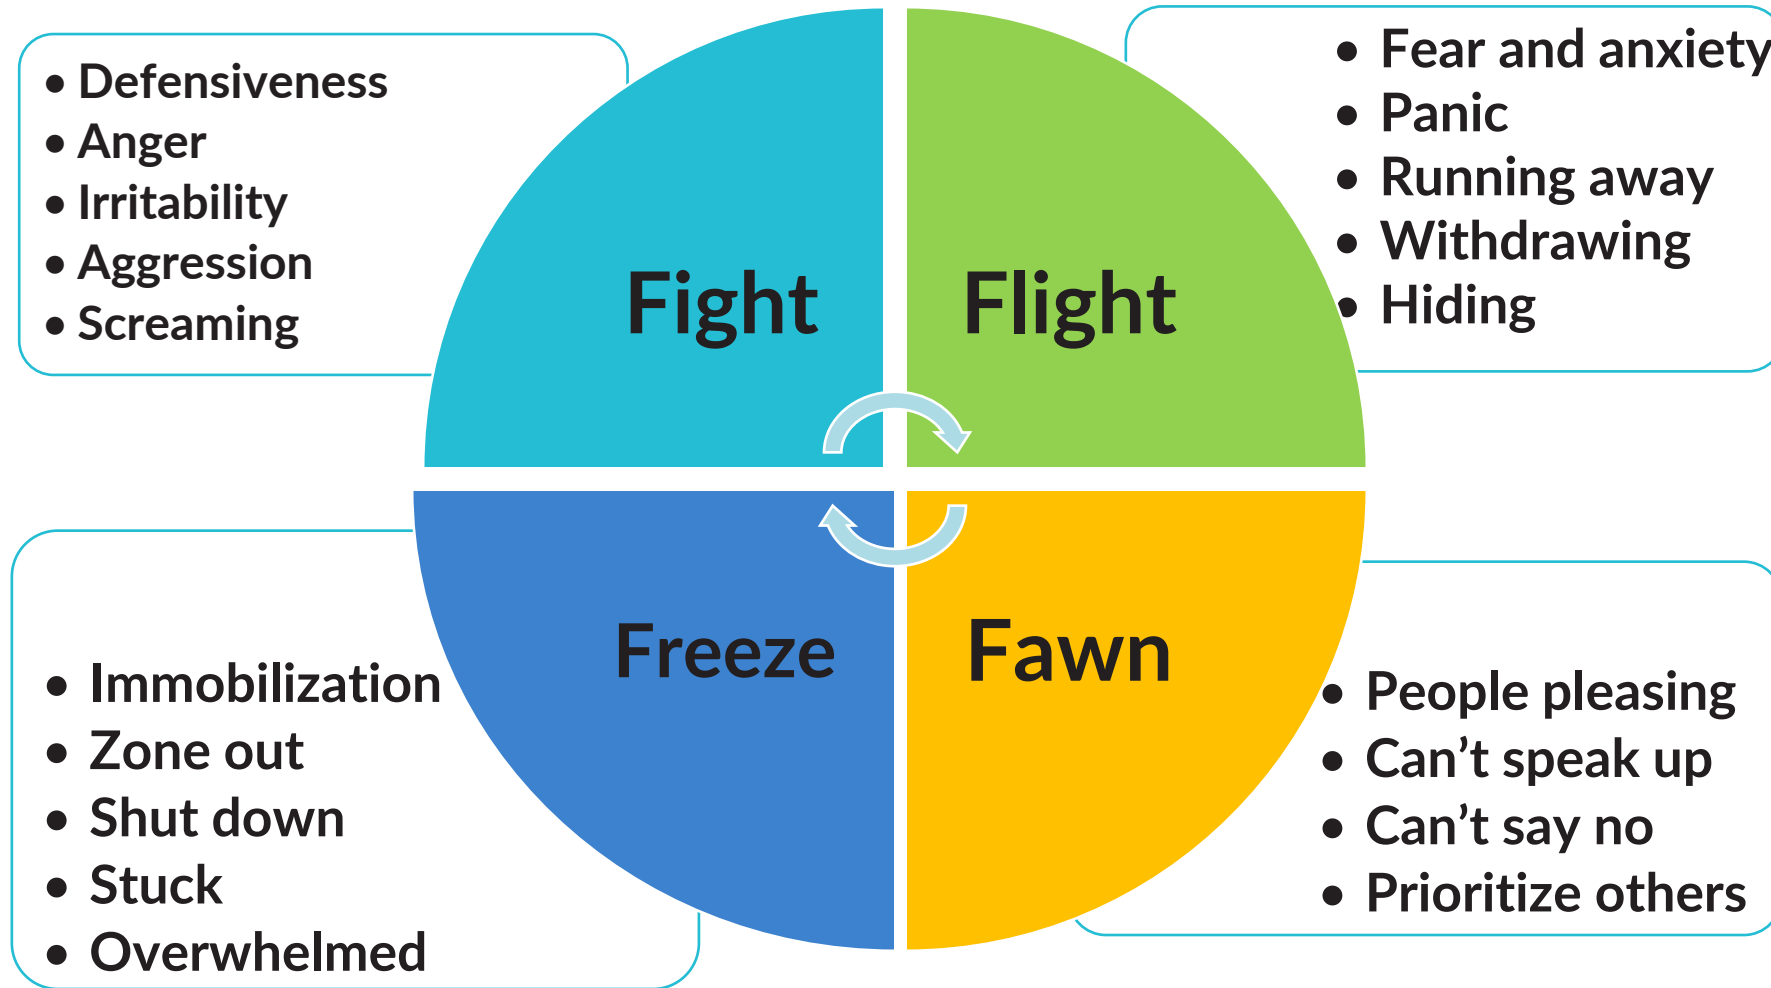 • Defensiveness
• Anger
• Irritability
• Aggression
• Screaming
Fight
Flight
• Fear and anxiety
• Panic
• Running away
• Withdrawing
• Hiding
• Immobilization
• Zone out
• Shut down
• Stuck
• Overwhelmed
Freeze
Fawn
• People pleasing
• Can’t speak up
• Can’t say no
• Prioritize others